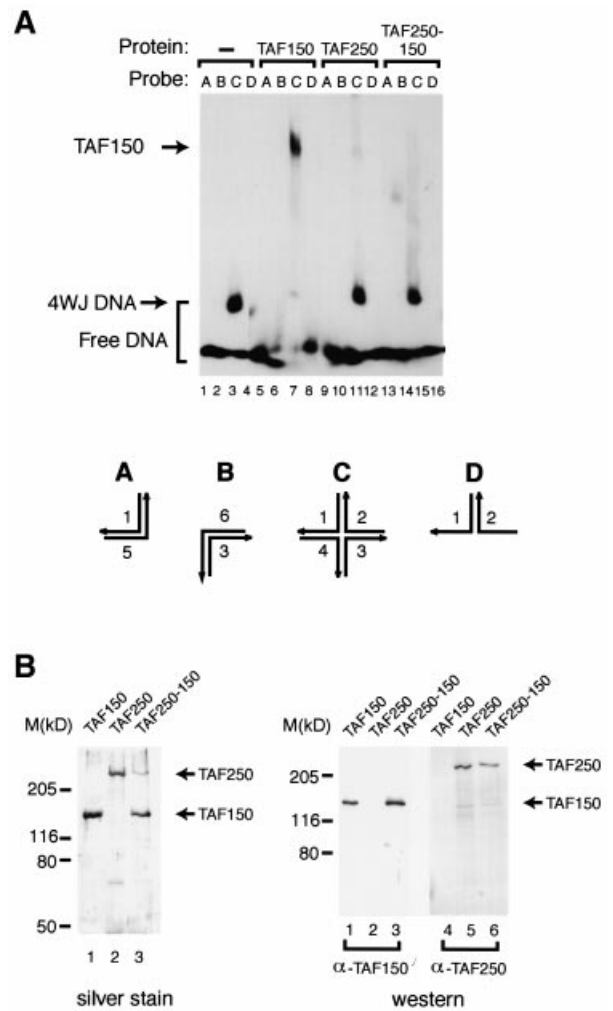 A
Protein: – TAF150 TAF250 TAF250-150
Probe: A B C D A B C D A B C D A B C D
TAF150
4WJ DNA
Free DNA
1 2 3 4 5 6 7 8 9 10 11 12 13 14 15 16
A B C D
1 5
6 3
1 2 4 3
1 2
B
M(kD) TAF150 TAF250 TAF250-150
205
116
80
50
TAF250
TAF150
1 2 3
silver stain
M(kD) TAF150 TAF250 TAF250-150 TAF150 TAF250 TAF250-150
205
116
80
TAF250
TAF150
1 2 3 4 5 6
α-TAF150 α-TAF250
western